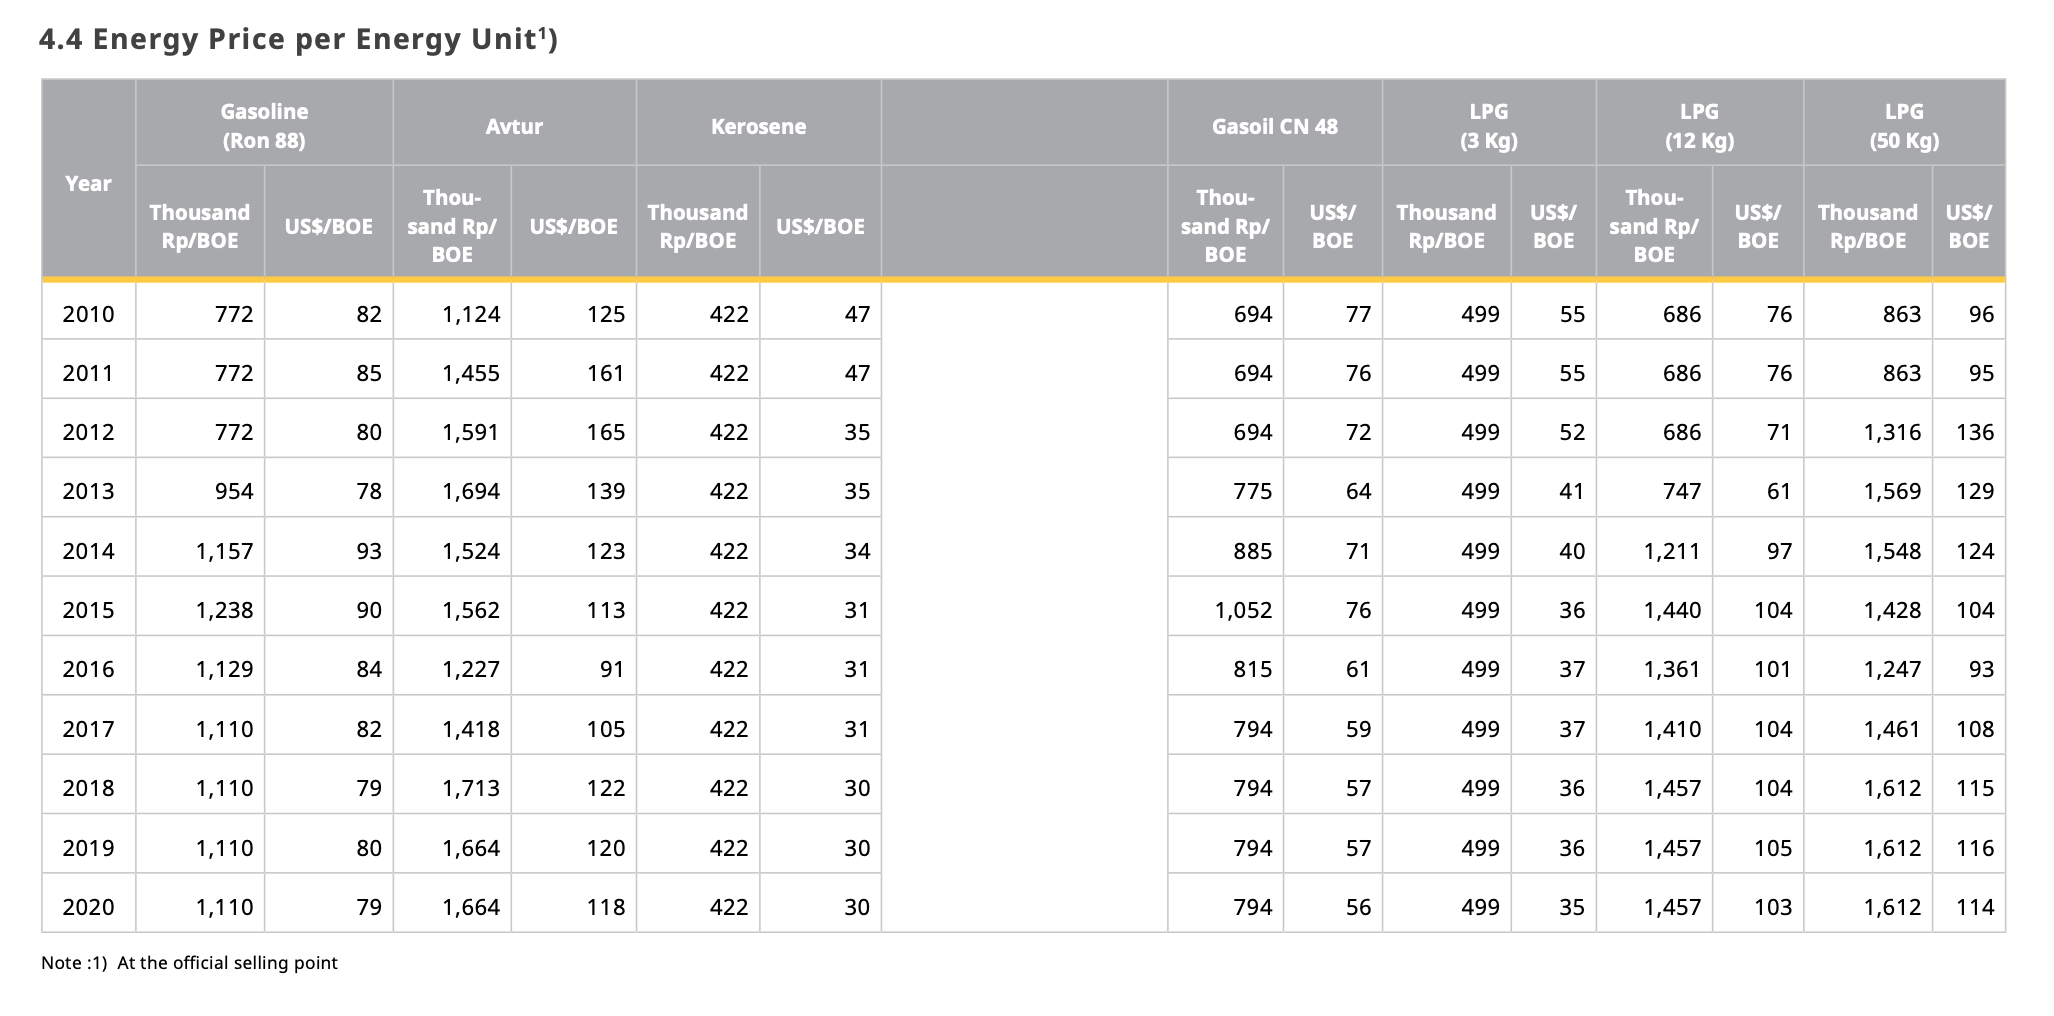 4.4 Energy Price per Energy Unit¹)
Year
Gasoline
(Ron 88)
Avtur
Kerosene
Gasoil CN 48
LPG
(3 Kg)
LPG
(12 Kg)
LPG
(50 Kg)
Thousand
Rp/BOE
US$/BOE
Thou-
sand Rp/
BOE
US$/BOE
Thousand
Rp/BOE
US$/BOE
Thou-
sand Rp/
BOE
US$/
BOE
Thousand
Rp/BOE
US$/
BOE
Thou-
sand Rp/
BOE
US$/
BOE
Thousand
Rp/BOE
US$/
BOE
2010 772 82 1,124 125 422 47 694 77 499 55 686 76 863 96
2011 772 85 1,455 161 422 47 694 76 499 55 686 76 863 95
2012 772 80 1,591 165 422 35 694 72 499 52 686 71 1,316 136
2013 954 78 1,694 139 422 35 775 64 499 41 747 61 1,569 129
2014 1,157 93 1,524 123 422 34 885 71 499 40 1,211 97 1,548 124
2015 1,238 90 1,562 113 422 31 1,052 76 499 36 1,440 104 1,428 104
2016 1,129 84 1,227 91 422 31 815 61 499 37 1,361 101 1,247 93
2017 1,110 82 1,418 105 422 31 794 59 499 37 1,410 104 1,461 108
2018 1,110 79 1,713 122 422 30 794 57 499 36 1,457 104 1,612 115
2019 1,110 80 1,664 120 422 30 794 57 499 36 1,457 105 1,612 116
2020 1,110 79 1,664 118 422 30 794 56 499 35 1,457 103 1,612 114
Note :1) At the official selling point